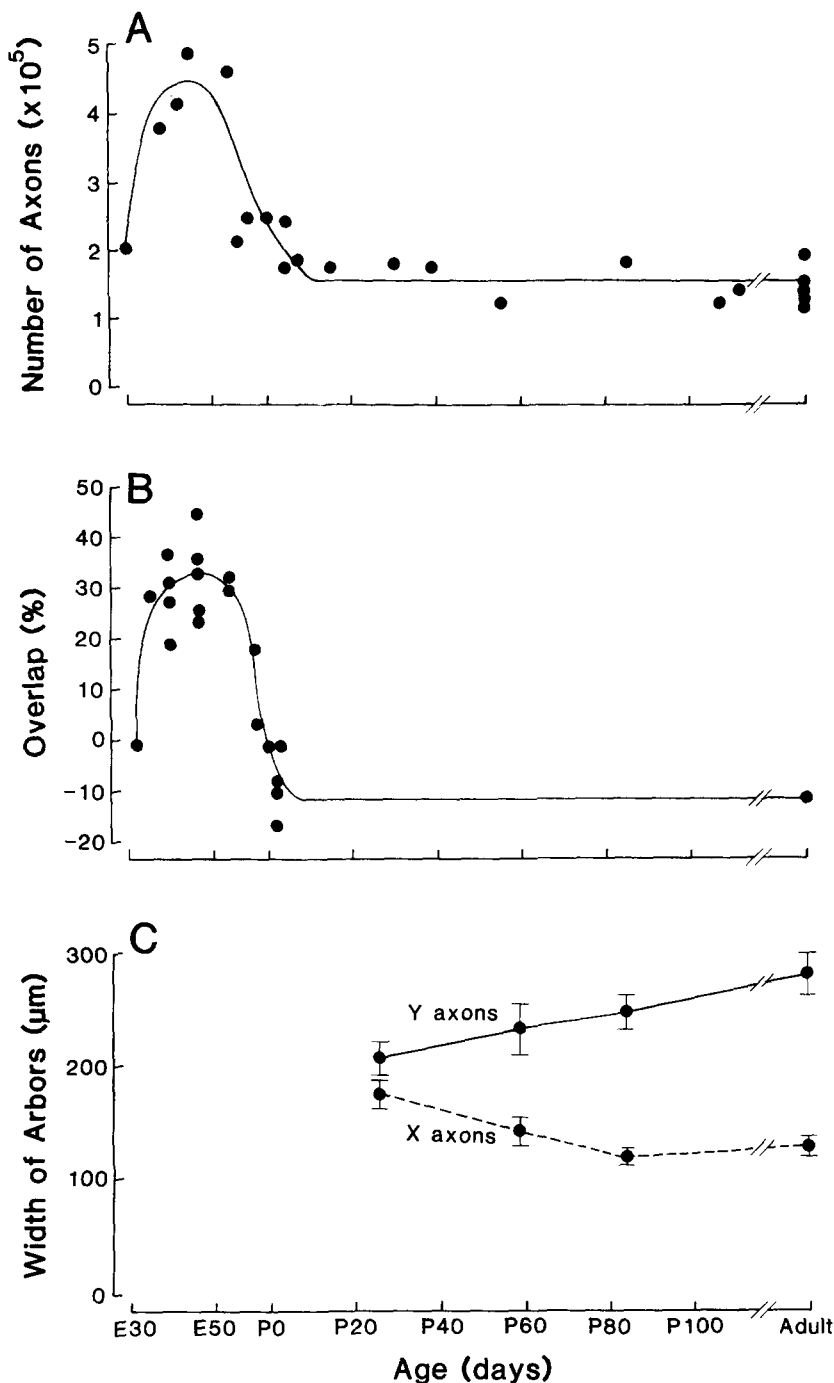 A
Number of Axons (x10⁵)
5
4
3
2
1
0
B
Overlap (%)
50
40
30
20
10
0
-10
-20
C
Width of Arbors (μm)
300
200
100
0
Y axons
X axons
E30 E50 P0 P20 P40 P60 P80 P100 Adult
Age (days)